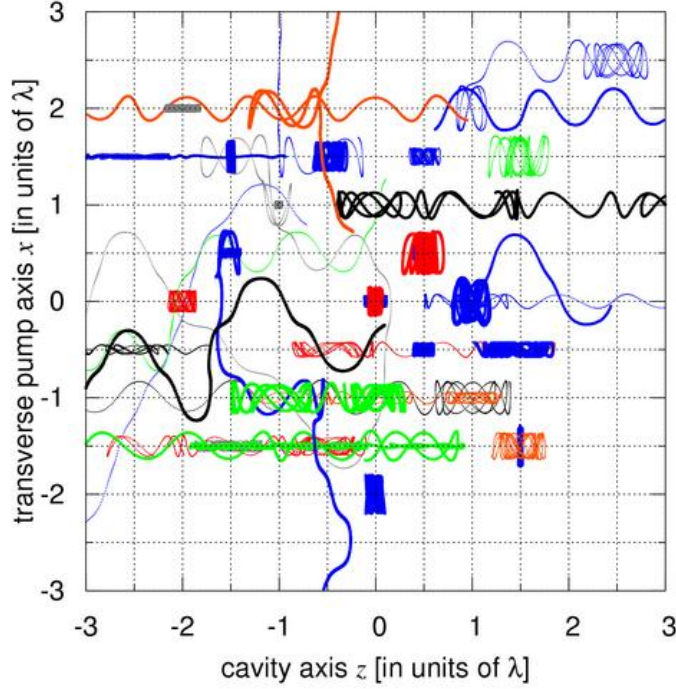 3
2
1
0
-1
-2
-3
transverse pump axis x [in units of λ]
-3 -2 -1 0 1 2 3
cavity axis z [in units of λ]